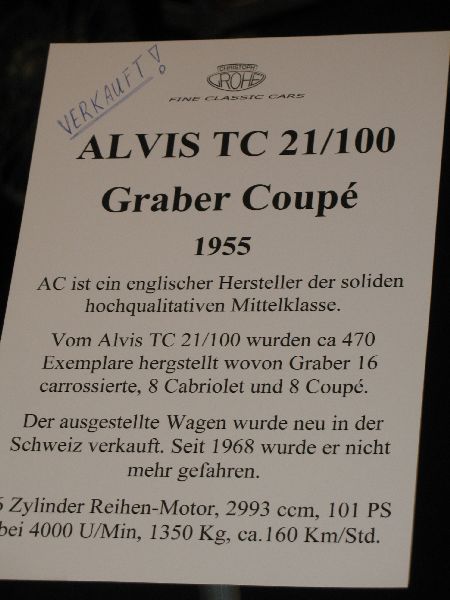 VERKAUFT!
CHRISTOPH
GROHE
FINE CLASSIC CARS
ALVIS TC 21/100
Graber Coupé
1955
AC ist ein englischer Hersteller der soliden
hochqualitativen Mittelklasse.
Vom Alvis TC 21/100 wurden ca 470
Exemplare hergstellt wovon Graber 16
carrossierte, 8 Cabriolet und 8 Coupé.
Der ausgestellte Wagen wurde neu in der
Schweiz verkauft. Seit 1968 wurde er nicht
mehr gefahren.
6 Zylinder Reihen-Motor, 2993 ccm, 101 PS
bei 4000 U/Min, 1350 Kg, ca.160 Km/Std.